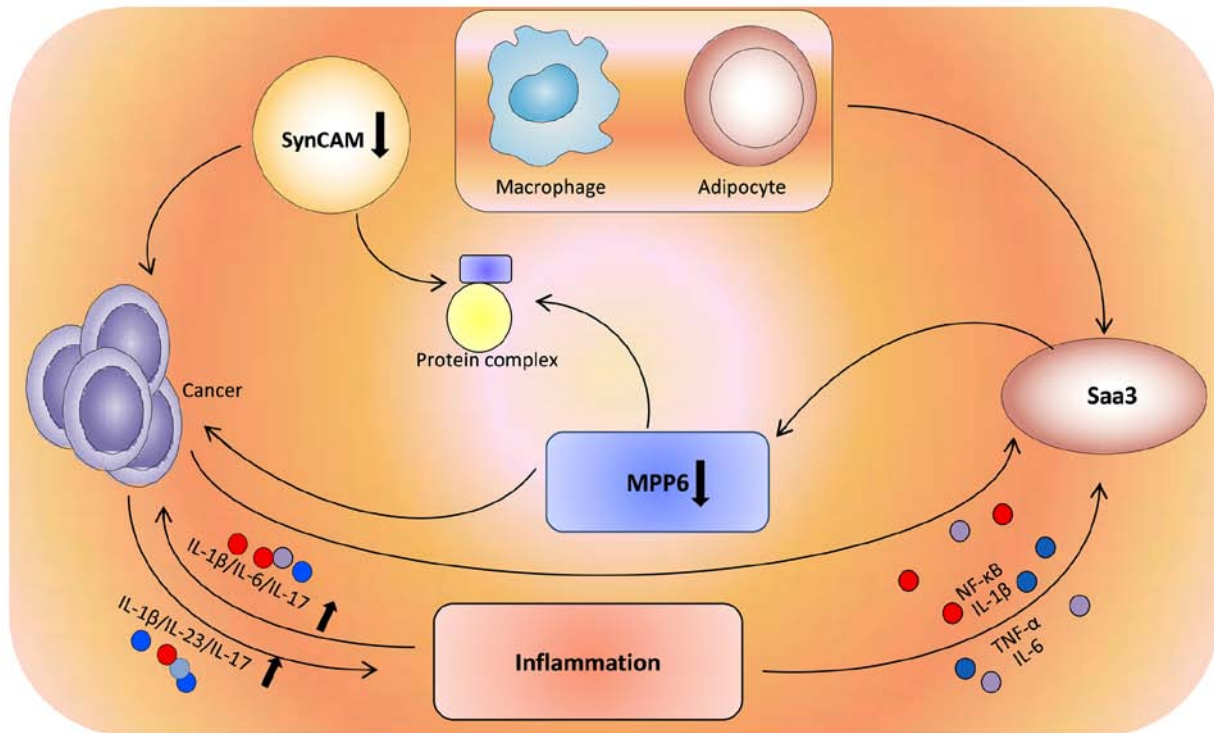 SynCAM
Macrophage
Adipocyte
Protein complex
Cancer
Saa3
MPP6
IL-1β/IL-6/IL-17
IL-1β/IL-23/IL-17
Inflammation
NF-κB
IL-1β
TNF-α
IL-6